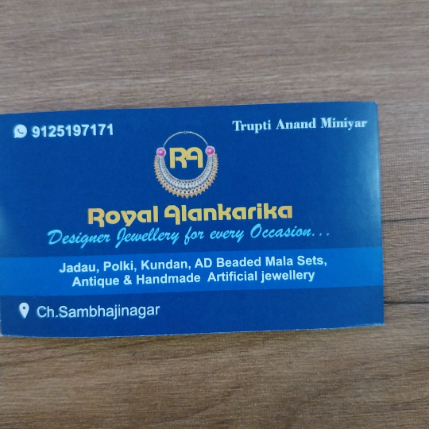 9125197171
Trupti Anand Miniyar
RA
Royal Alankarika
Designer Jewellery for every Occasion...
Jadau, Polki, Kundan, AD Beaded Mala Sets,
Antique & Handmade Artificial jewellery
Ch.Sambhajinagar